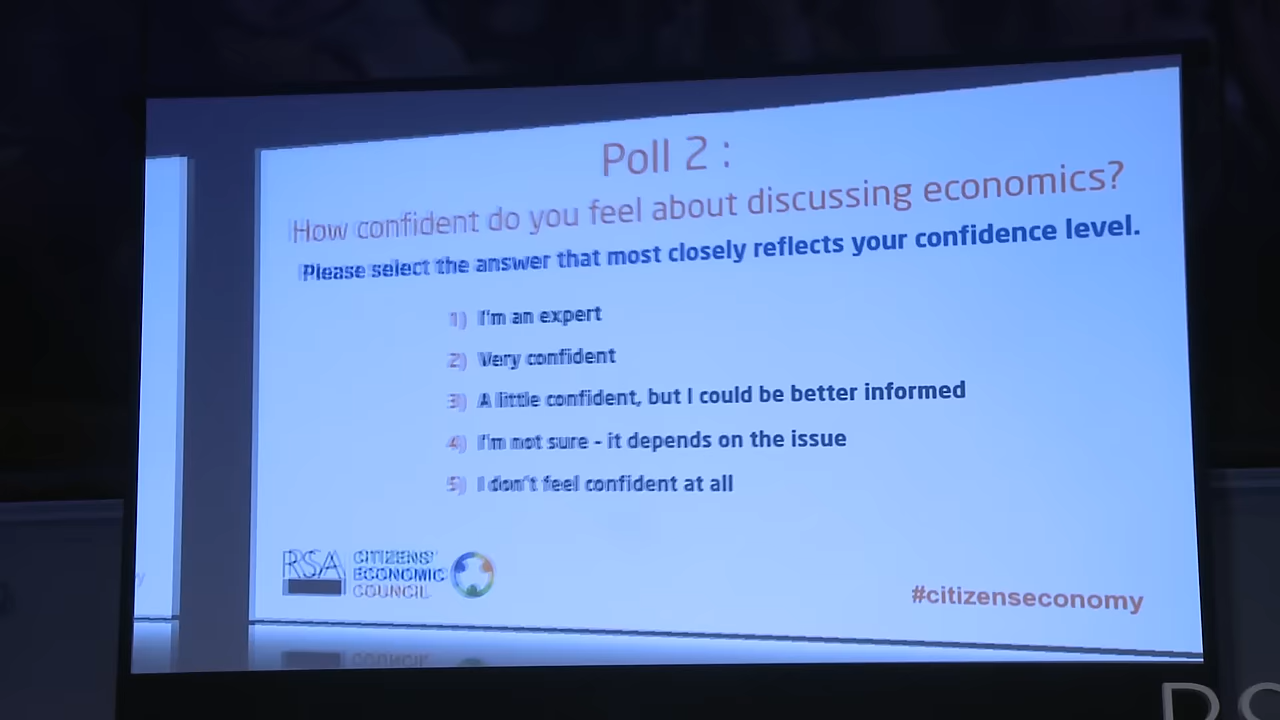 Poll 2 :
How confident do you feel about discussing economics?
Please select the answer that most closely reflects your confidence level.
1) I'm an expert
2) Very confident
3) A little confident, but I could be better informed
4) I'm not sure - it depends on the issue
5) I don't feel confident at all
RSA
CITIZENS'
ECONOMIC
COUNCIL
#citizenseconomy
COUNCIL
RS